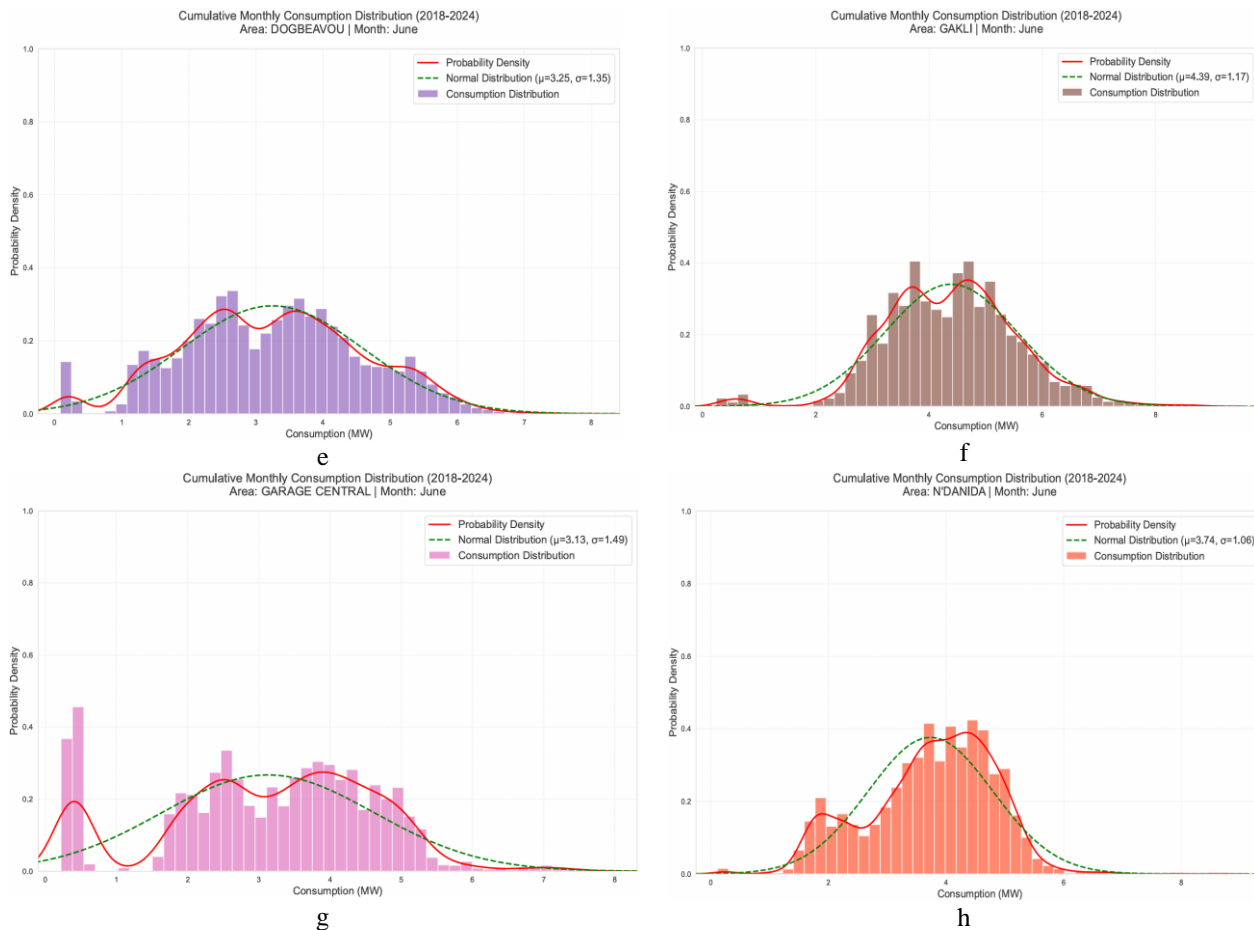 Cumulative Monthly Consumption Distribution (2018-2024)
Area: DOGBEAVOU | Month: June
1.0
0.8
0.6
0.4
0.2
0.0
Probability Density
Probability Density
Normal Distribution (μ=3.25, σ=1.35)
Consumption Distribution
0 1 2 3 4 5 6 7 8
Consumption (MW)
e
Cumulative Monthly Consumption Distribution (2018-2024)
Area: GAKLI | Month: June
1.0
0.8
0.6
0.4
0.2
0.0
Probability Density
Probability Density
Normal Distribution (μ=4.39, σ=1.17)
Consumption Distribution
0 2 4 6 8
Consumption (MW)
f
Cumulative Monthly Consumption Distribution (2018-2024)
Area: GARAGE CENTRAL | Month: June
1.0
0.8
0.6
0.4
0.2
0.0
Probability Density
Probability Density
Normal Distribution (μ=3.13, σ=1.49)
Consumption Distribution
0 1 2 3 4 5 6 7 8
Consumption (MW)
g
Cumulative Monthly Consumption Distribution (2018-2024)
Area: N'DANIDA | Month: June
1.0
0.8
0.6
0.4
0.2
0.0
Probability Density
Probability Density
Normal Distribution (μ=3.74, σ=1.06)
Consumption Distribution
0 2 4 6 8
Consumption (MW)
h